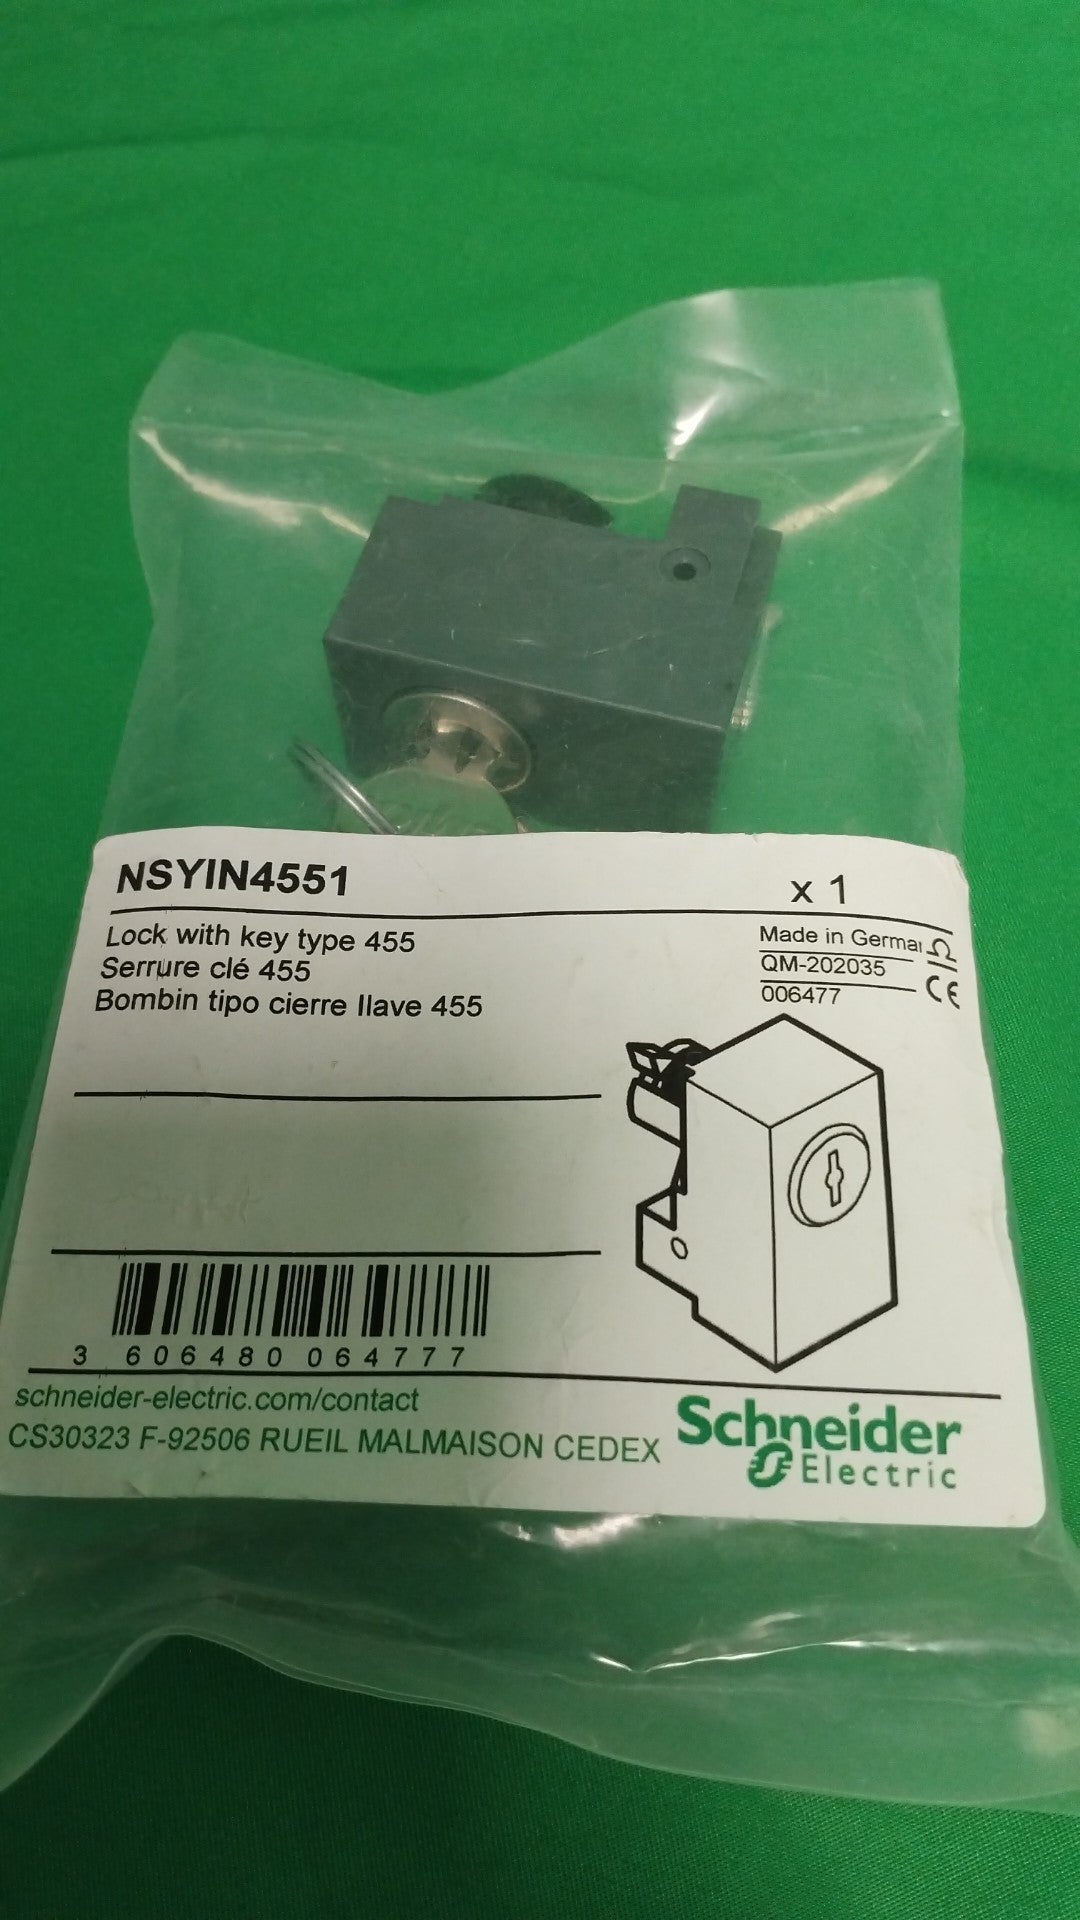 NSYIN4551
x 1
Lock with key type 455
Serrure clé 455
Bombin tipo cierre llave 455
Made in Germa
QM-202035
006477
CE
3 606480 064777
schneider-electric.com/contact
CS30323 F-92506 RUEIL MALMAISON CEDEX
Schneider
Electric